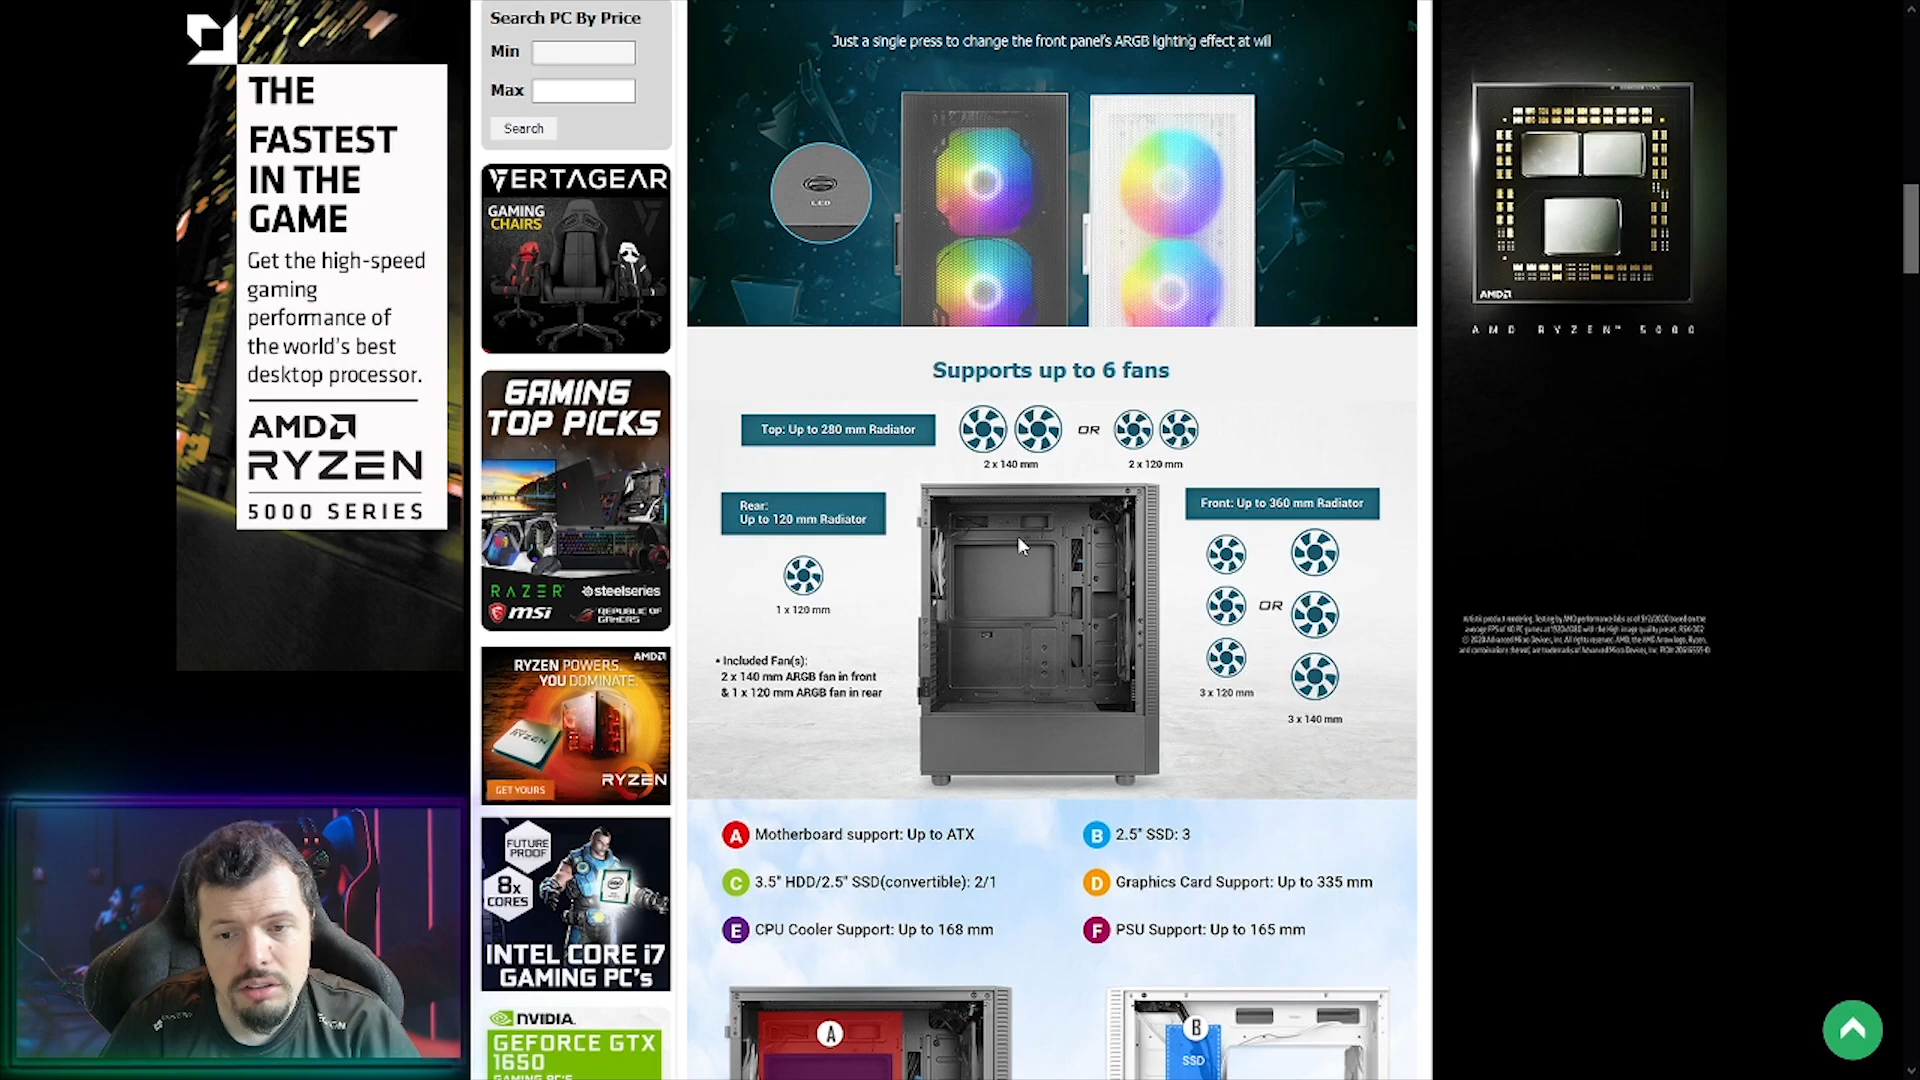 THE
FASTEST
IN THE
GAME
Get the high-speed
gaming
performance of
the world's best
desktop processor.
AMD
RYZEN
5000 SERIES
Search PC By Price
Min
Max
Search
VERTAGEAR
GAMING
CHAIRS
GAMING
TOP PICKS
RAZER steelseries
msi REPUBLIC OF
GAMERS
AMD
RYZEN POWERS.
YOU DOMINATE.
RYZEN
RYZEN
GET YOURS
FUTURE
PROOF
8x
CORES
INTEL CORE i7
GAMING PC's
NVIDIA.
GEFORCE GTX
1650
GAMING PC'S
Just a single press to change the front panel's ARGB lighting effect at will
LED
Supports up to 6 fans
Top: Up to 280 mm Radiator
OR
2 x 140 mm
2 x 120 mm
Rear:
Up to 120 mm Radiator
1 x 120 mm
Front: Up to 360 mm Radiator
OR
3 x 120 mm
3 x 140 mm
• Included Fan(s):
2 x 140 mm ARGB fan in front
& 1 x 120 mm ARGB fan in rear
A Motherboard support: Up to ATX
B 2.5" SSD: 3
C 3.5" HDD/2.5" SSD(convertible): 2/1
D Graphics Card Support: Up to 335 mm
E CPU Cooler Support: Up to 168 mm
F PSU Support: Up to 165 mm
A
B
SSD
AMD
AMD RYZEN™ 5000